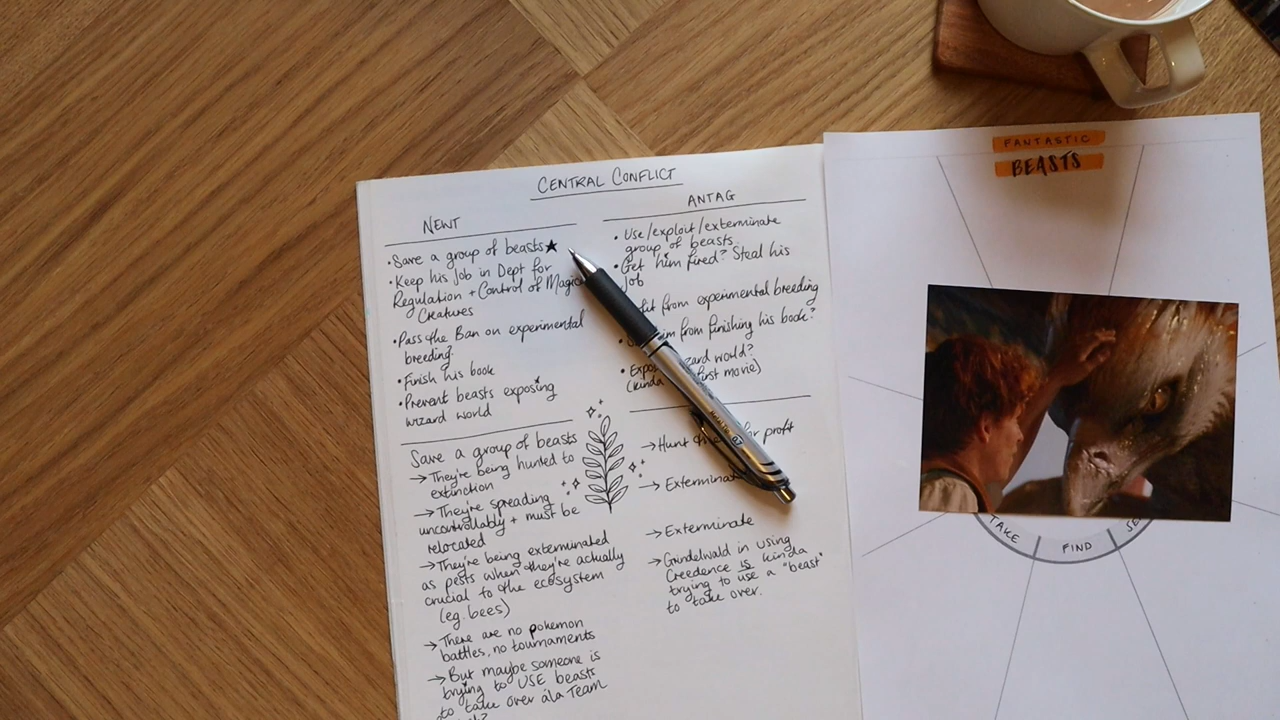 CENTRAL CONFLICT
NEWT
• Save a group of beasts★
• Keep his job in Dept for
Regulation + Control of Magic
Creatures
• Pass the Ban on experimental
breeding?
• Finish his book
• Prevent beasts exposing
wizard world
Save a group of beasts
→ They're being hunted to
extinction
→ They're spreading
uncontrollably + must be
relocated
→ They're being exterminated
as pests when they're actually
crucial to the ecosystem
(eg. bees)
→ There are no pokemon
battles, no tournaments
→ But maybe someone is
trying to USE beasts
to take over ála Team
ANTAG
• Use/exploit/exterminate
group of beasts
• Get him fired? Steal his
job
from experimental breeding
from finishing his book?
world?
(kinda first movie)
→ Hunt for profit
→ Exterminate
→ Exterminate
→ Grindelwald in using
Creedence is kinda
trying to use a "beast"
to take over.
FANTASTIC
BEASTS
TAKE
FIND